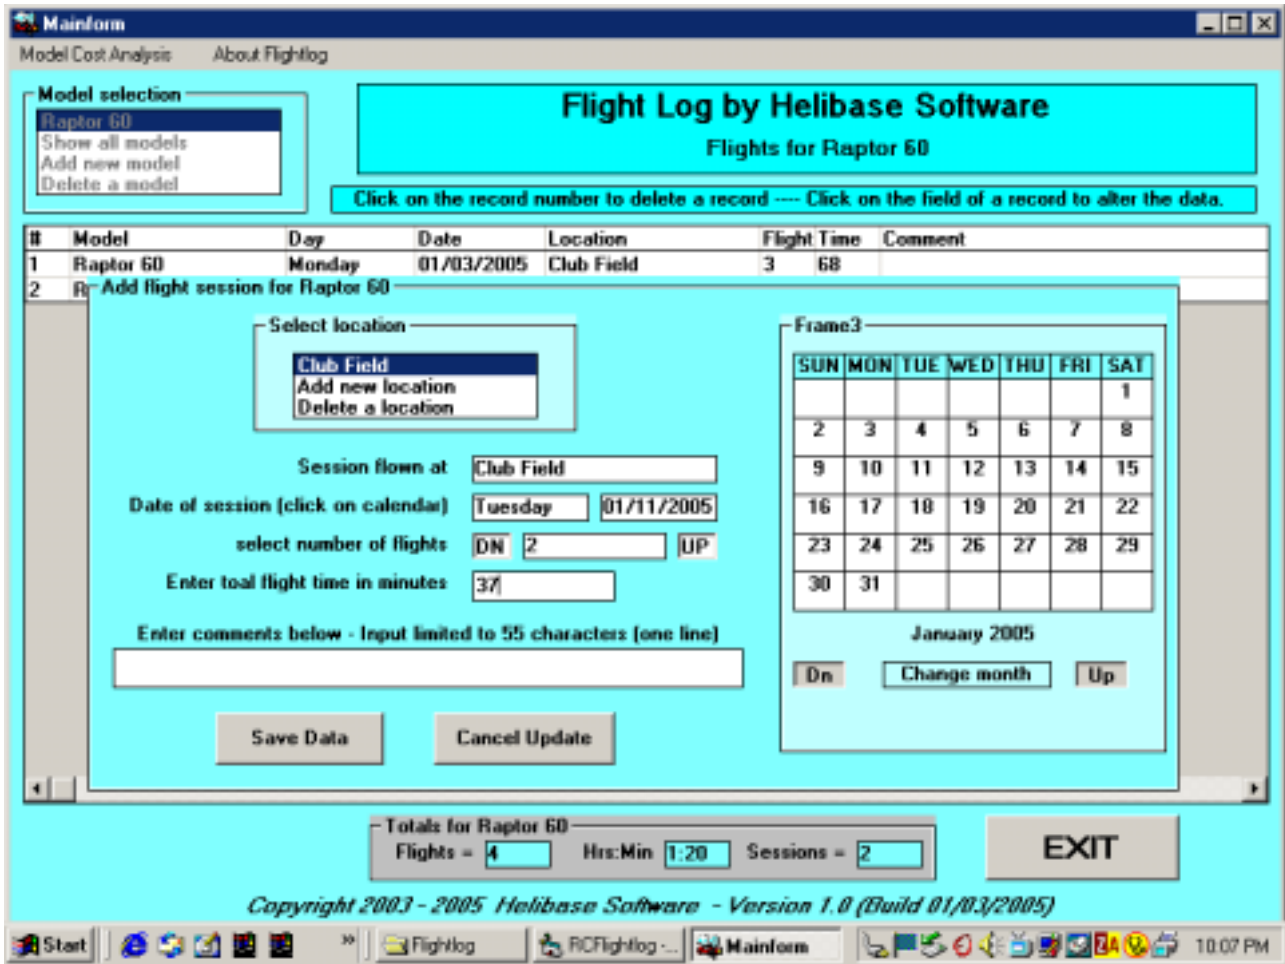 Mainform
Model Cost Analysis About Flightlog
Model selection
Raptor 60
Show all models
Add new model
Delete a model
Flight Log by Helibase Software
Flights for Raptor 60
Click on the record number to delete a record ---- Click on the field of a record to alter the data.
# Model Day Date Location Flight Time Comment
1 Raptor 60 Monday 01/03/2005 Club Field 3 68
2 R
Add flight session for Raptor 60
Select location
Club Field
Add new location
Delete a location
Session flown at Club Field
Date of session (click on calendar) Tuesday 01/11/2005
select number of flights DN 2 UP
Enter toal flight time in minutes 37
Enter comments below - Input limited to 55 characters (one line)
Save Data Cancel Update
Frame3
SUN MON TUE WED THU FRI SAT
1
2 3 4 5 6 7 8
9 10 11 12 13 14 15
16 17 18 19 20 21 22
23 24 25 26 27 28 29
30 31
January 2005
Dn Change month Up
Totals for Raptor 60
Flights = 4 Hrs:Min 1:20 Sessions = 2
EXIT
Copyright 2003 - 2005 Helibase Software - Version 1.0 (Build 01/03/2005)
Start » Flightlog RCFlightlog -... Mainform ZA 10:07 PM